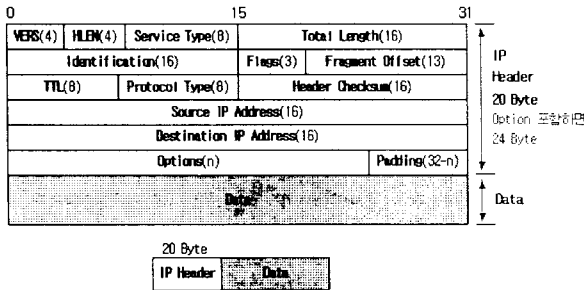 0 15 31
VERS(4) HLEN(4) Service Type(8) Total Length(16)
Identification(16) Flags(3) Fragment Offset(13)
TTL(8) Protocol Type(8) Header Checksum(16)
Source IP Address(16)
Destination IP Address(16)
Options(n) Padding(32-n)
Data
IP
Header
20 Byte
Option 포함하면
24 Byte
Data
20 Byte
IP Header Data